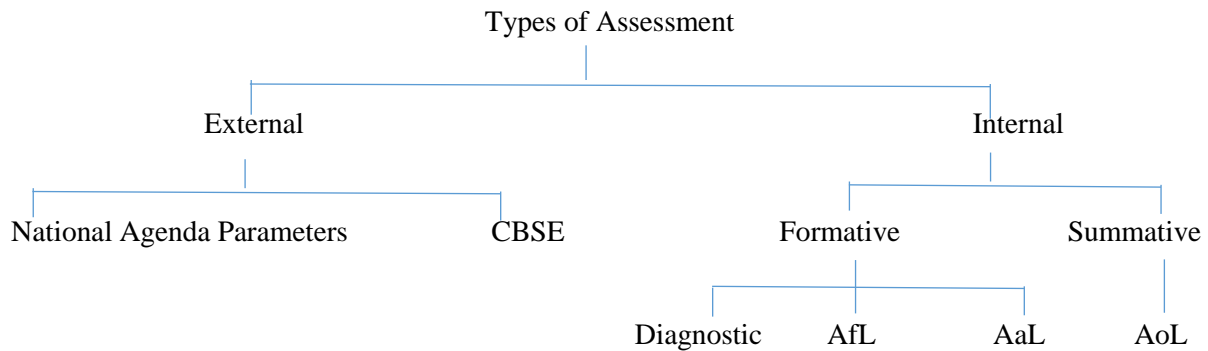 Types of Assessment
External Internal
National Agenda Parameters CBSE Formative Summative
Diagnostic AfL AaL AoL